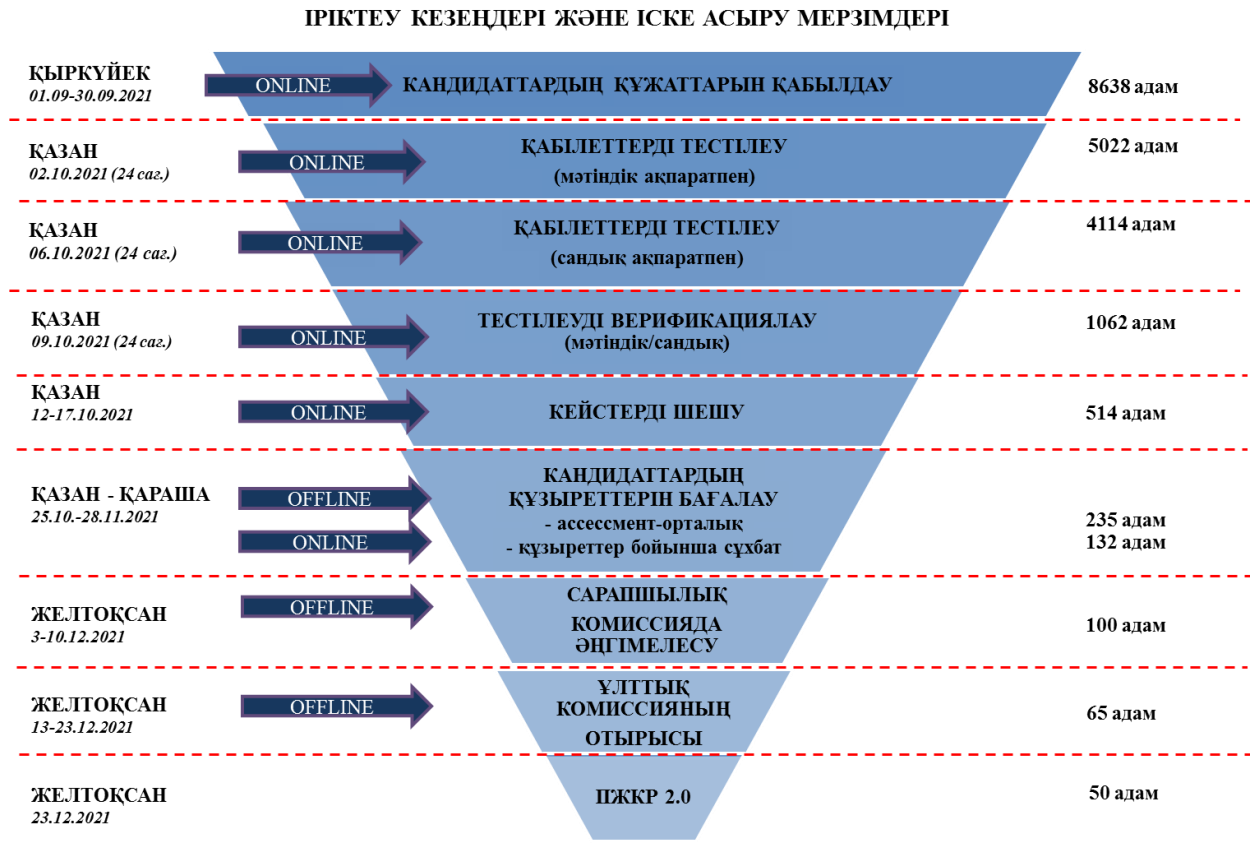 ІРІКТЕУ КЕЗЕҢДЕРІ ЖӘНЕ ІСКЕ АСЫРУ МЕРЗІМДЕРІ
ҚЫРКҮЙЕК
01.09-30.09.2021
ONLINE
КАНДИДАТТАРДЫҢ ҚҰЖАТТАРЫН ҚАБЫЛДАУ
8638 адам
ҚАЗАН
02.10.2021 (24 сағ.)
ONLINE
ҚАБІЛЕТТЕРДІ ТЕСТІЛЕУ
(мәтіндік ақпаратпен)
5022 адам
ҚАЗАН
06.10.2021 (24 сағ.)
ONLINE
ҚАБІЛЕТТЕРДІ ТЕСТІЛЕУ
(сандық ақпаратпен)
4114 адам
ҚАЗАН
09.10.2021 (24 сағ.)
ONLINE
ТЕСТІЛЕУДІ ВЕРИФИКАЦИЯЛАУ
(мәтіндік/сандық)
1062 адам
ҚАЗАН
12-17.10.2021
ONLINE
КЕЙСТЕРДІ ШЕШУ
514 адам
ҚАЗАН - ҚАРАША
25.10.-28.11.2021
OFFLINE
ONLINE
КАНДИДАТТАРДЫҢ
ҚҰЗЫРЕТТЕРІН БАҒАЛАУ
- ассессмент-орталық
- құзыреттер бойынша сұхбат
235 адам
132 адам
ЖЕЛТОҚСАН
3-10.12.2021
OFFLINE
САРАПШЫЛЫҚ
КОМИССИЯДА
ӘҢГІМЕЛЕСУ
100 адам
ЖЕЛТОҚСАН
13-23.12.2021
OFFLINE
ҰЛТТЫҚ
КОМИССИЯНЫҢ
ОТЫРЫСЫ
65 адам
ЖЕЛТОҚСАН
23.12.2021
ПЖККР 2.0
50 адам